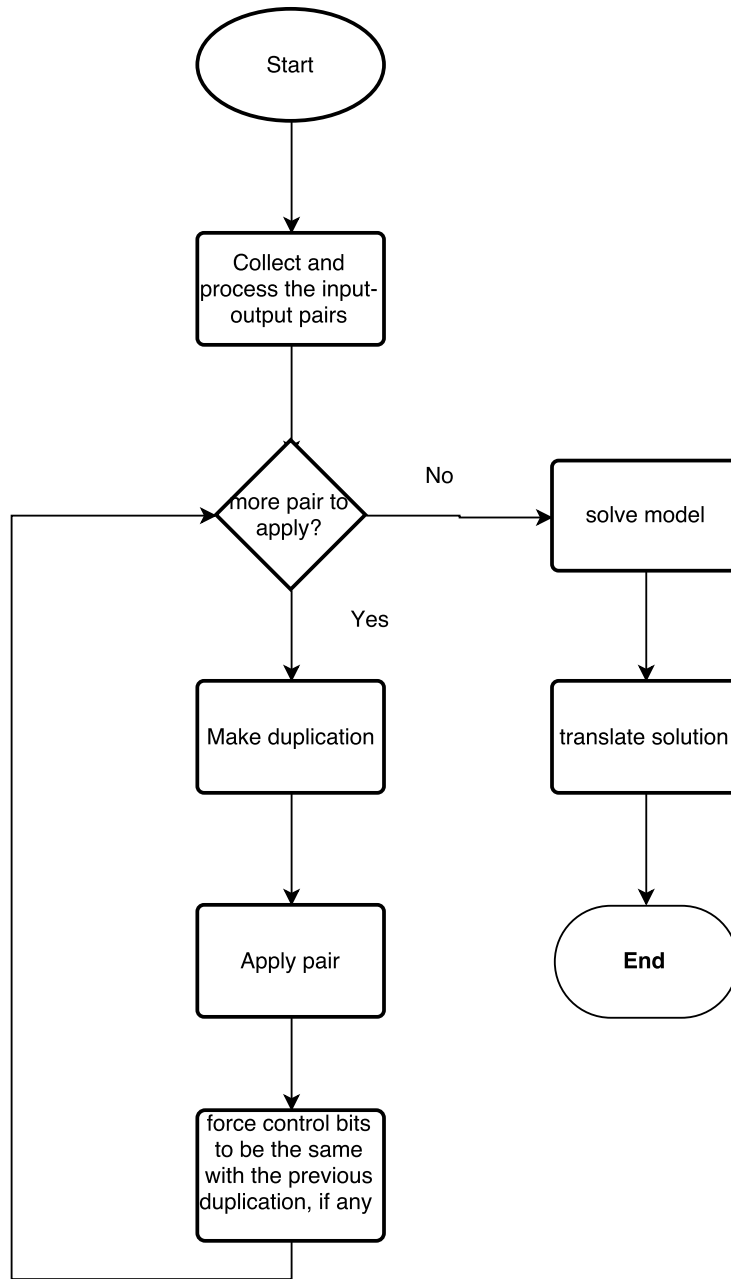 Start
Collect and
process the input-
output pairs
more pair to
apply?
No
solve model
Yes
Make duplication
translate solution
Apply pair
End
force control bits
to be the same
with the previous
duplication, if any